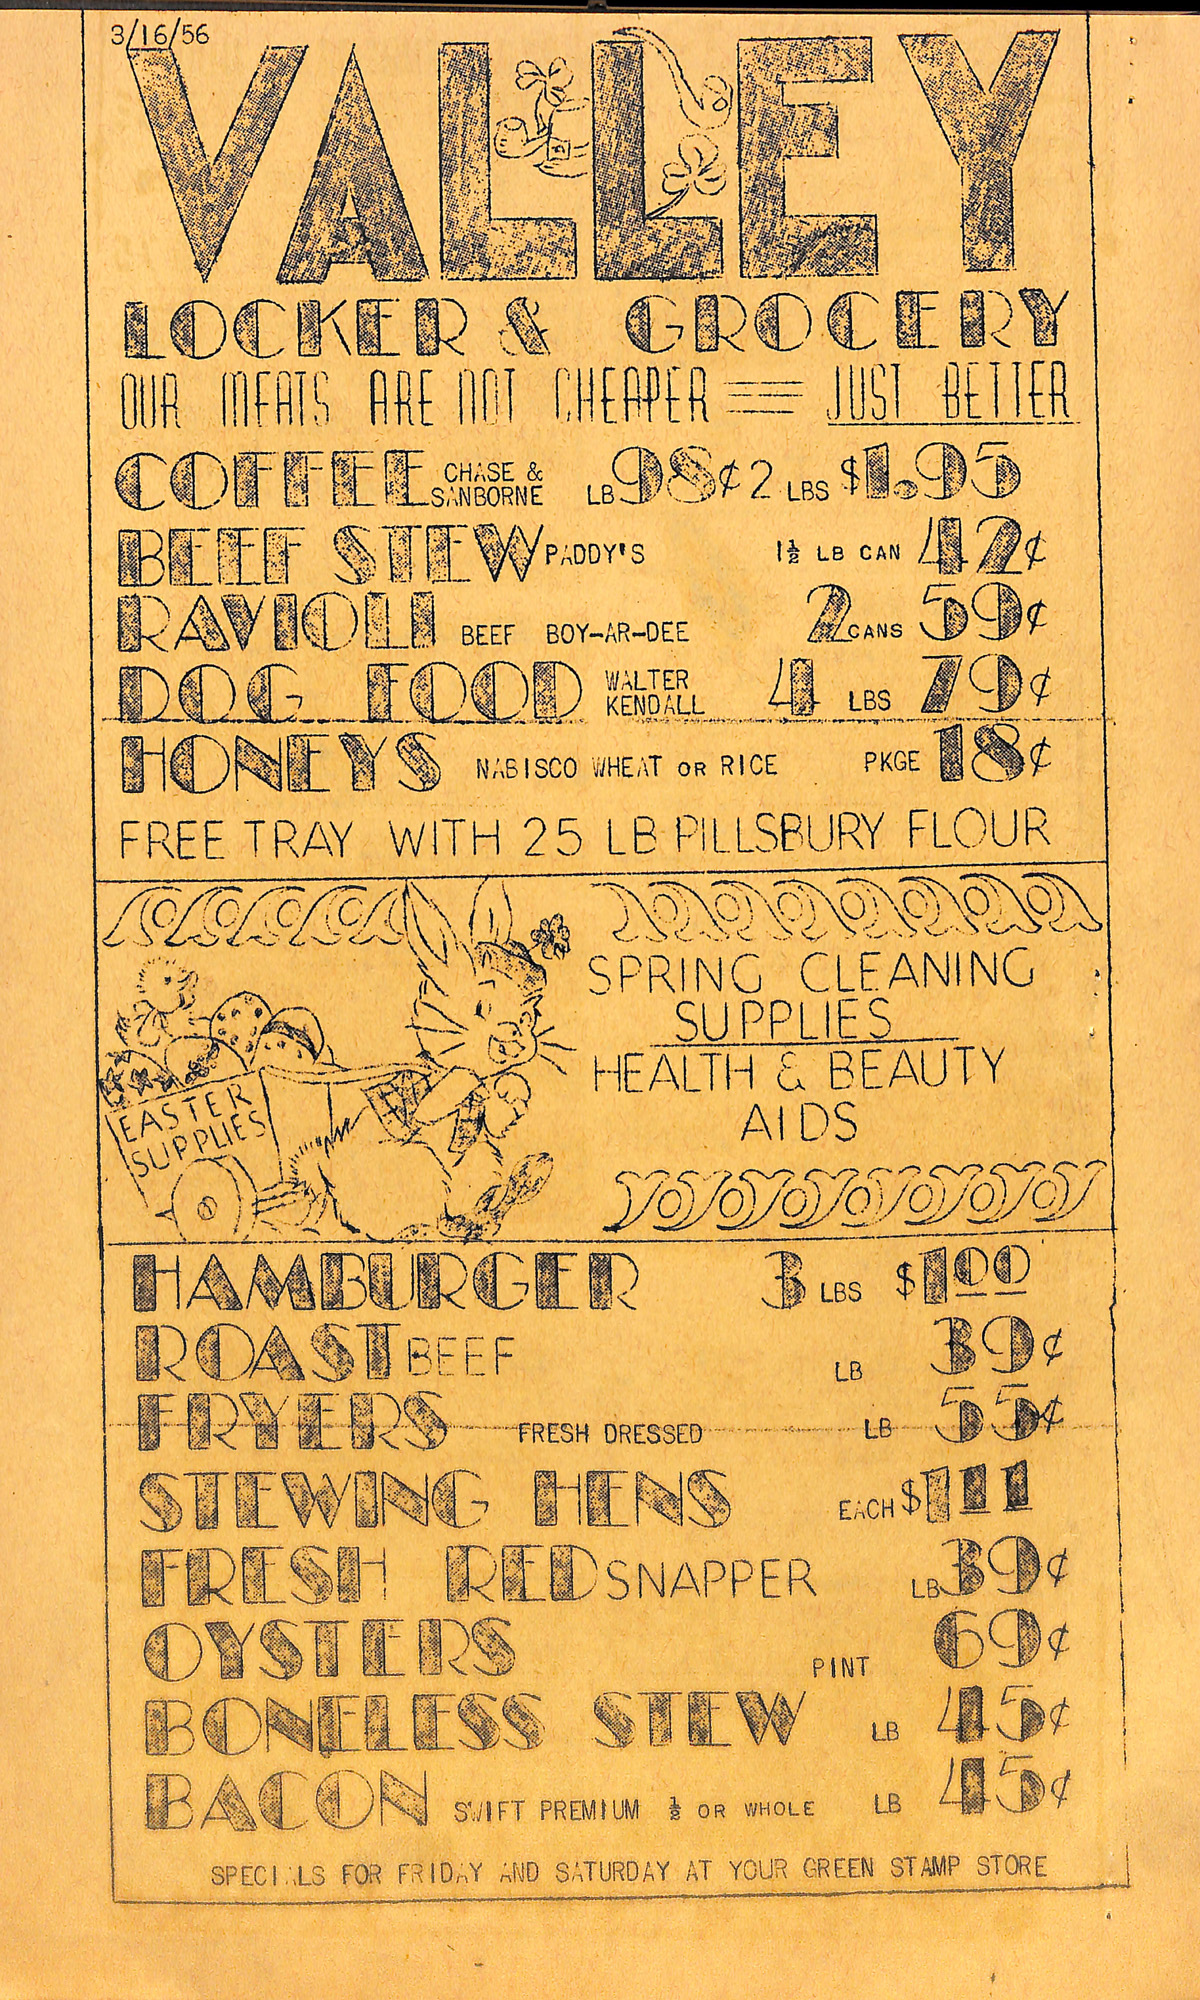 3/16/56
VALLEY
LOCKER & GROCERY
OUR MEATS ARE NOT CHEAPER == JUST BETTER
COFFEE CHASE & SANBORNE LB 98¢ 2 LBS $1.95
BEEF STEW PADDY'S 1½ LB CAN 42¢
RAVIOLI BEEF BOY-AR-DEE 2 CANS 59¢
DOG FOOD WALTER KENDALL 4 LBS 79¢
HONEYS NABISCO WHEAT OR RICE PKGE 18¢
FREE TRAY WITH 25 LB PILLSBURY FLOUR
EASTER
SUPPLIES
SPRING CLEANING
SUPPLIES
HEALTH & BEAUTY
AIDS
HAMBURGER 3 LBS $1.00
ROAST BEEF LB 39¢
FRYERS FRESH DRESSED LB 55¢
STEWING HENS EACH $1.11
FRESH RED SNAPPER LB 39¢
OYSTERS PINT 69¢
BONELESS STEW LB 45¢
BACON SWIFT PREMIUM ½ OR WHOLE LB 45¢
SPECIALS FOR FRIDAY AND SATURDAY AT YOUR GREEN STAMP STORE